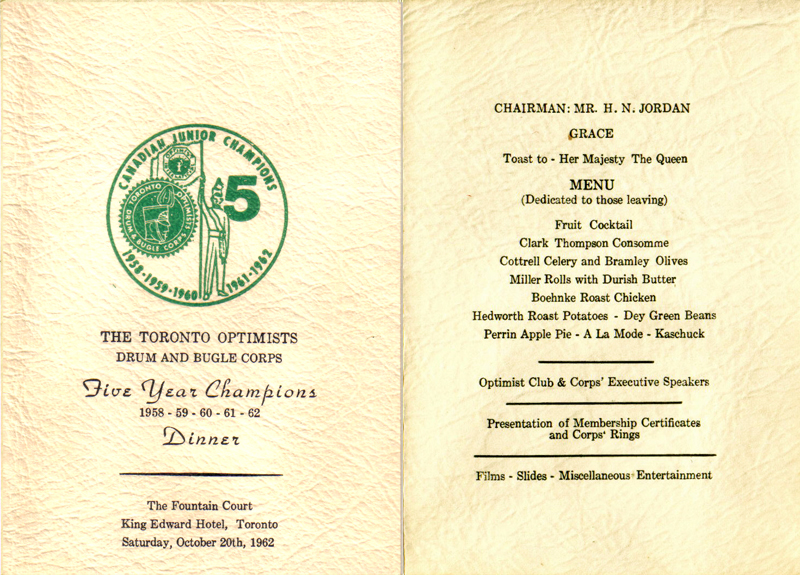 CANADIAN JUNIOR CHAMPIONS
5
TORONTO OPTIMISTS
DRUM & BUGLE CORPS
1958-1959-1960
1961-1962
THE TORONTO OPTIMISTS
DRUM AND BUGLE CORPS
Five Year Champions
1958 - 59 - 60 - 61 - 62
Dinner
The Fountain Court
King Edward Hotel, Toronto
Saturday, October 20th, 1962
CHAIRMAN: MR. H. N. JORDAN
GRACE
Toast to - Her Majesty The Queen
MENU
(Dedicated to those leaving)
Fruit Cocktail
Clark Thompson Consomme
Cottrell Celery and Bramley Olives
Miller Rolls with Durish Butter
Boehnke Roast Chicken
Hedworth Roast Potatoes - Dey Green Beans
Perrin Apple Pie - A La Mode - Kaschuck
Optimist Club & Corps' Executive Speakers
Presentation of Membership Certificates
and Corps' Rings
Films - Slides - Miscellaneous Entertainment